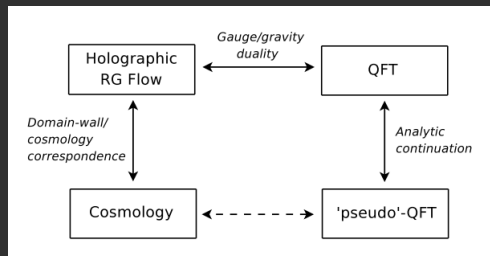 Gauge/gravity
duality
Holographic
RG Flow
QFT
Domain-wall/
cosmology
correspondence
Analytic
continuation
Cosmology
'pseudo'-QFT